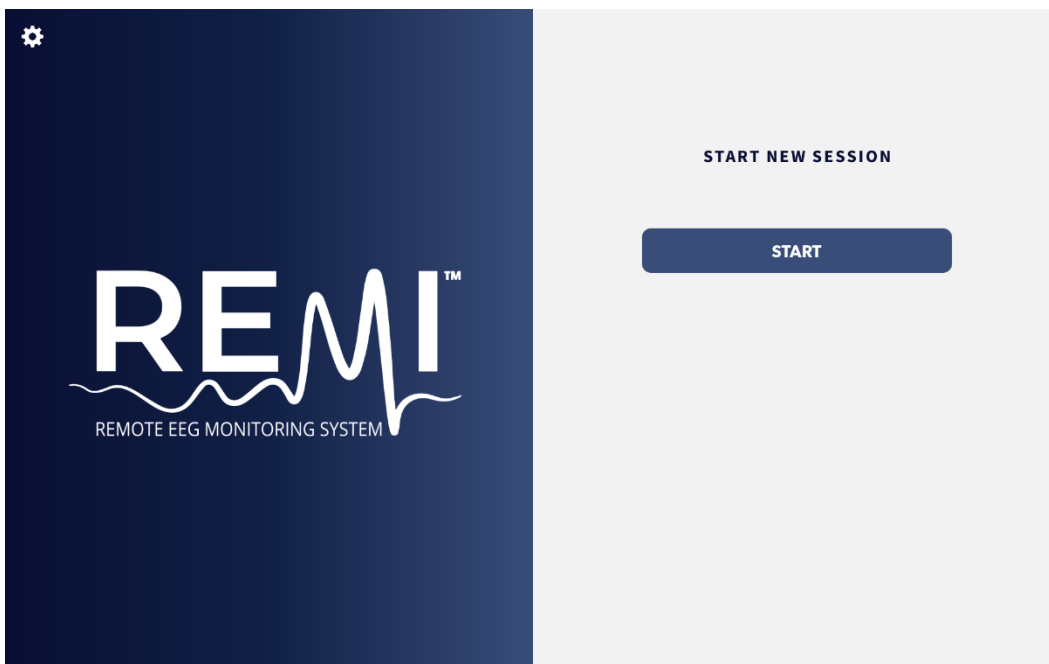 REMI™
REMOTE EEG MONITORING SYSTEM
START NEW SESSION
START